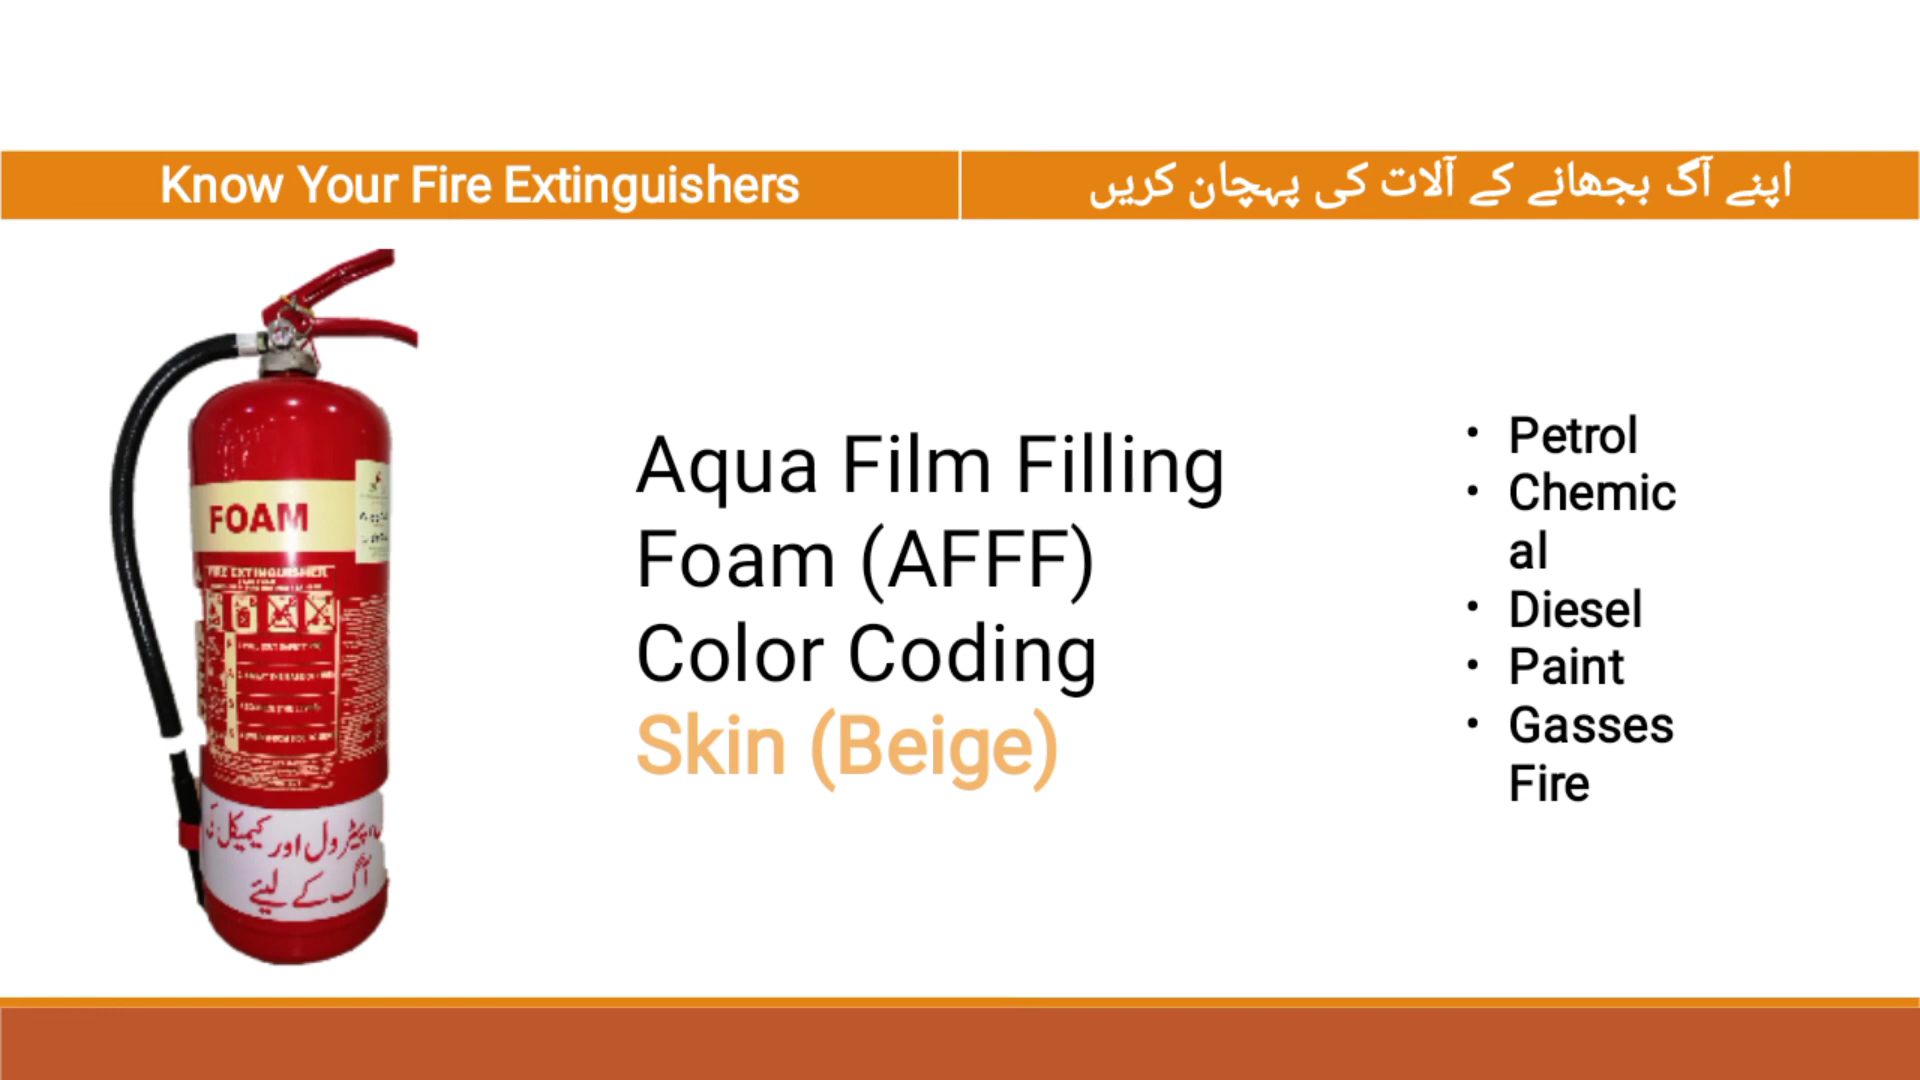 Know Your Fire Extinguishers
اپنے آگ بجھانے کے آلات کی پہچان کریں
FOAM
FIRE EXTINGUISHER
پیٹرول اور کیمیکل
آگ کے لیئے
Aqua Film Filling
Foam (AFFF)
Color Coding
Skin (Beige)
• Petrol
• Chemic
al
• Diesel
• Paint
• Gasses
Fire